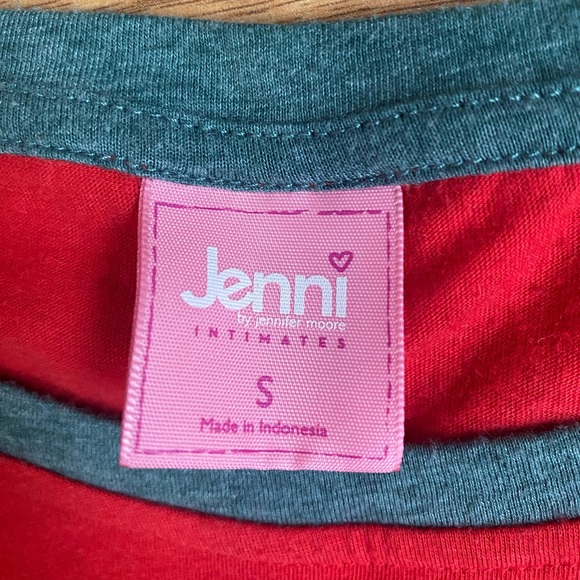 Jenni
by jennifer moore
INTIMATES
S
Made in Indonesia